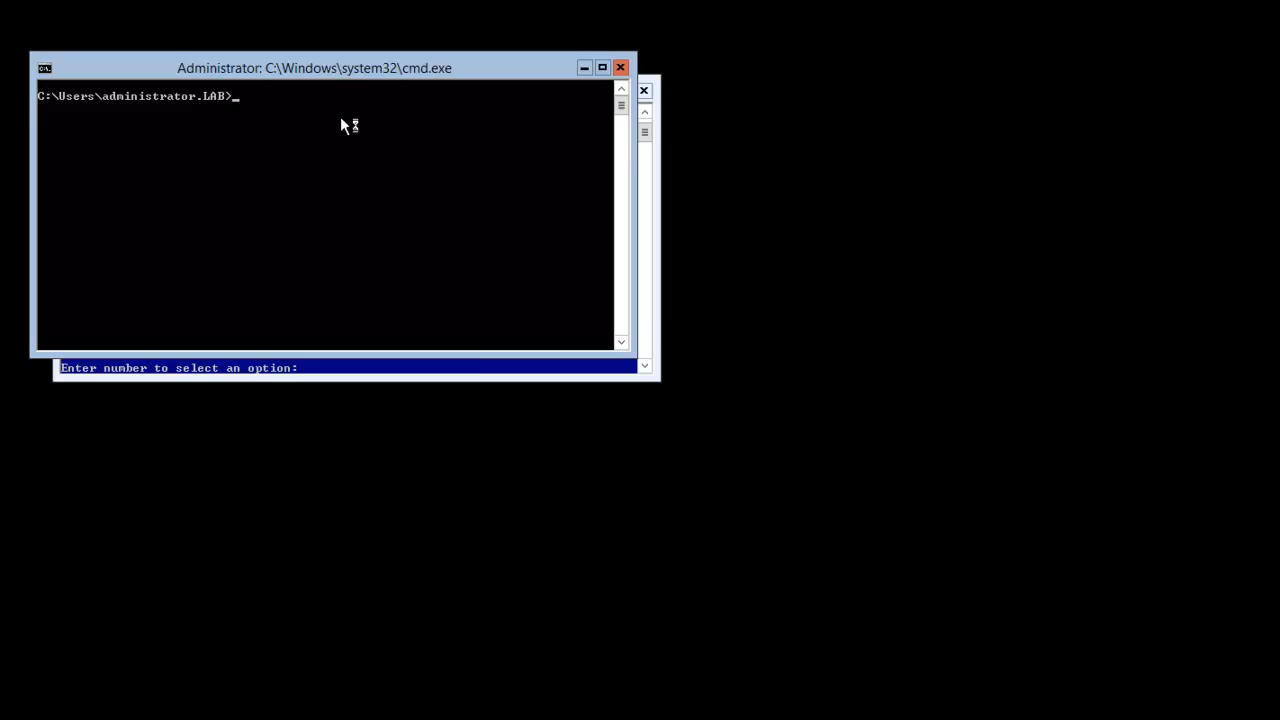 Administrator: C:\Windows\system32\cmd.exe
C:\Users\administrator.LAB>_
Enter number to select an option: